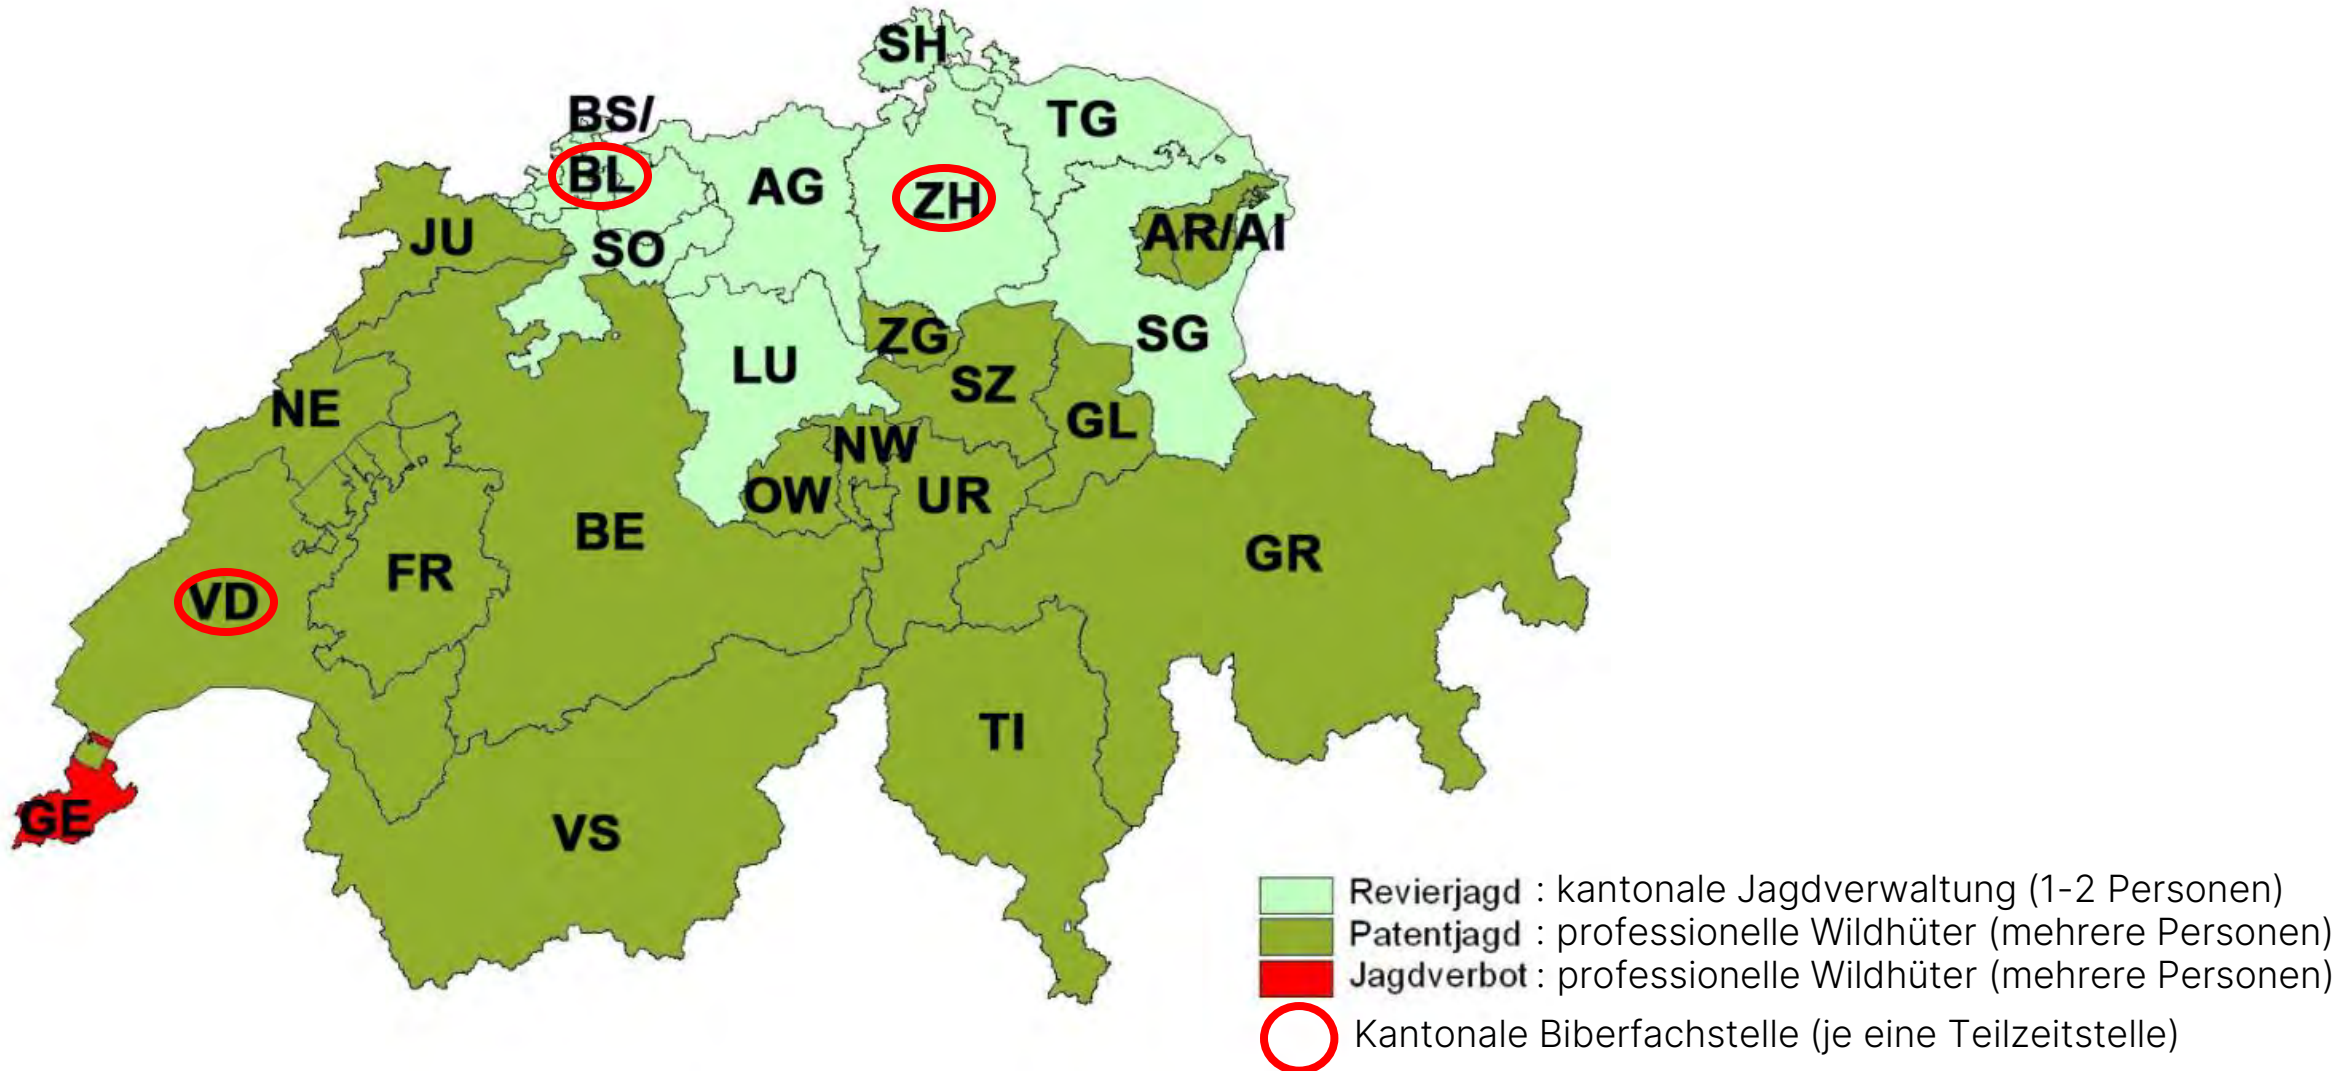 SH
BS/
TG
BL
AG
ZH
JU
SO
AR/AI
ZG
SG
LU
SZ
NE
GL
NW
OW
UR
BE
GR
FR
VD
TI
GE
VS
Revierjagd : kantonale Jagdverwaltung (1-2 Personen)
Patentjagd : professionelle Wildhüter (mehrere Personen)
Jagdverbot : professionelle Wildhüter (mehrere Personen)
Kantonale Biberfachstelle (je eine Teilzeitstelle)